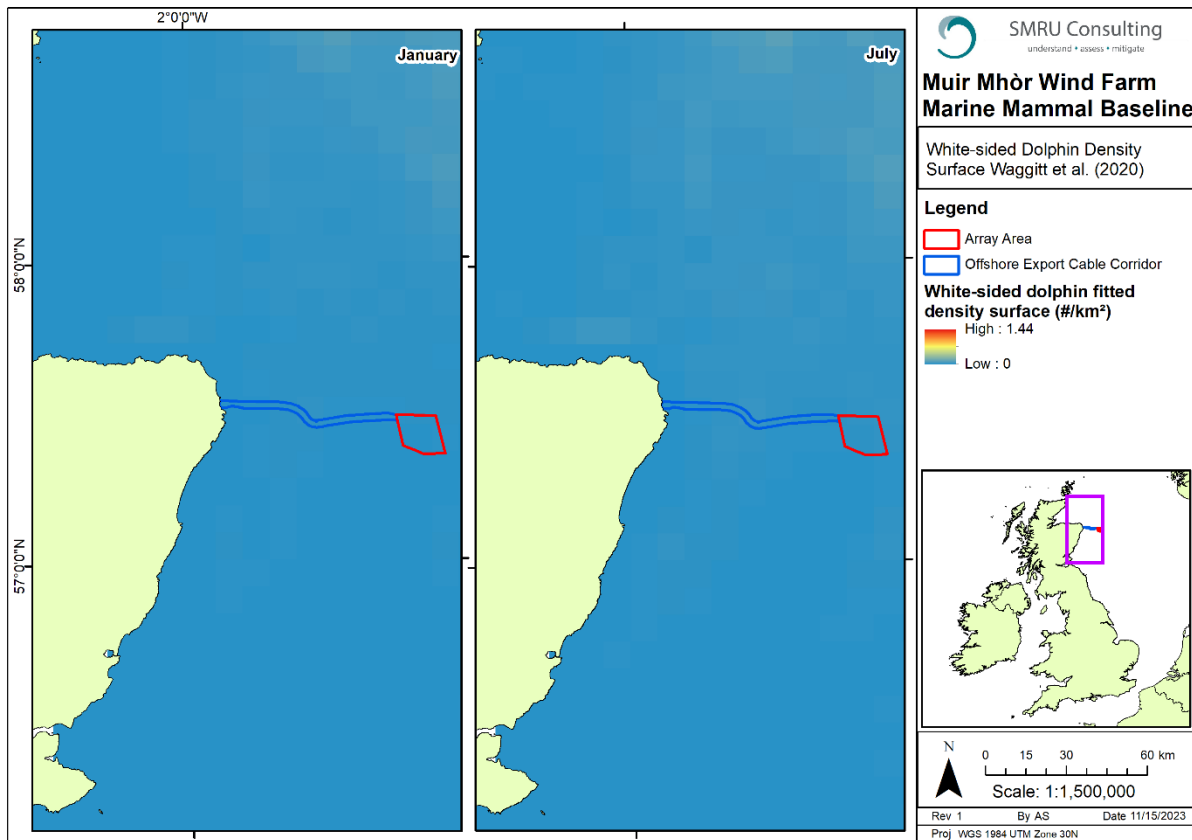 2°0'0"W
January
July
58°0'0"N
57°0'0"N
SMRU Consulting
understand • assess • mitigate
Muir Mhòr Wind Farm
Marine Mammal Baseline
White-sided Dolphin Density
Surface Waggitt et al. (2020)
Legend
Array Area
Offshore Export Cable Corridor
White-sided dolphin fitted
density surface (#/km²)
High : 1.44
Low : 0
N
0 15 30 60 km
Scale: 1:1,500,000
Rev 1 By AS Date 11/15/2023
Proj WGS 1984 UTM Zone 30N